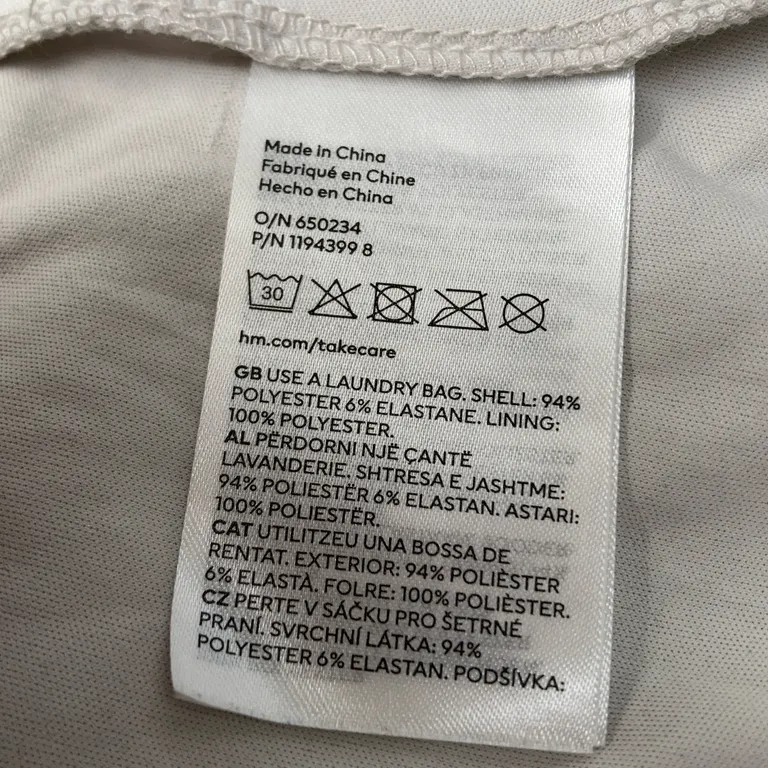 Made in China
Fabriqué en Chine
Hecho en China
O/N 650234
P/N 1194399 8
30
hm.com/takecare
GB USE A LAUNDRY BAG. SHELL: 94%
POLYESTER 6% ELASTANE. LINING:
100% POLYESTER.
AL PËRDORNI NJË ÇANTË
LAVANDERIE. SHTRESA E JASHTME:
94% POLIESTËR 6% ELASTAN. ASTARI:
100% POLIESTËR.
CAT UTILITZEU UNA BOSSA DE
RENTAT. EXTERIOR: 94% POLIÈSTER
6% ELASTÀ. FOLRE: 100% POLIÈSTER.
CZ PERTE V SÁČKU PRO ŠETRNÉ
PRANÍ. SVRCHNÍ LÁTKA: 94%
POLYESTER 6% ELASTAN. PODŠÍVKA: